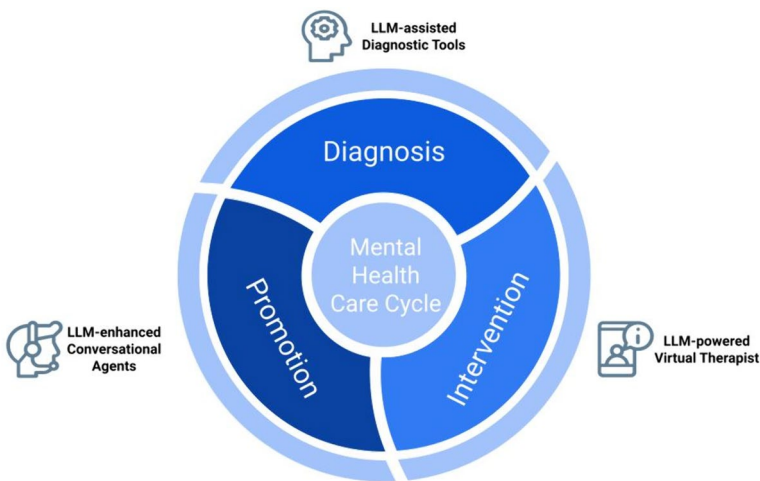 LLM-assisted
Diagnostic Tools
Diagnosis
Mental
Health
Care Cycle
Promotion
Intervention
LLM-enhanced
Conversational
Agents
LLM-powered
Virtual Therapist